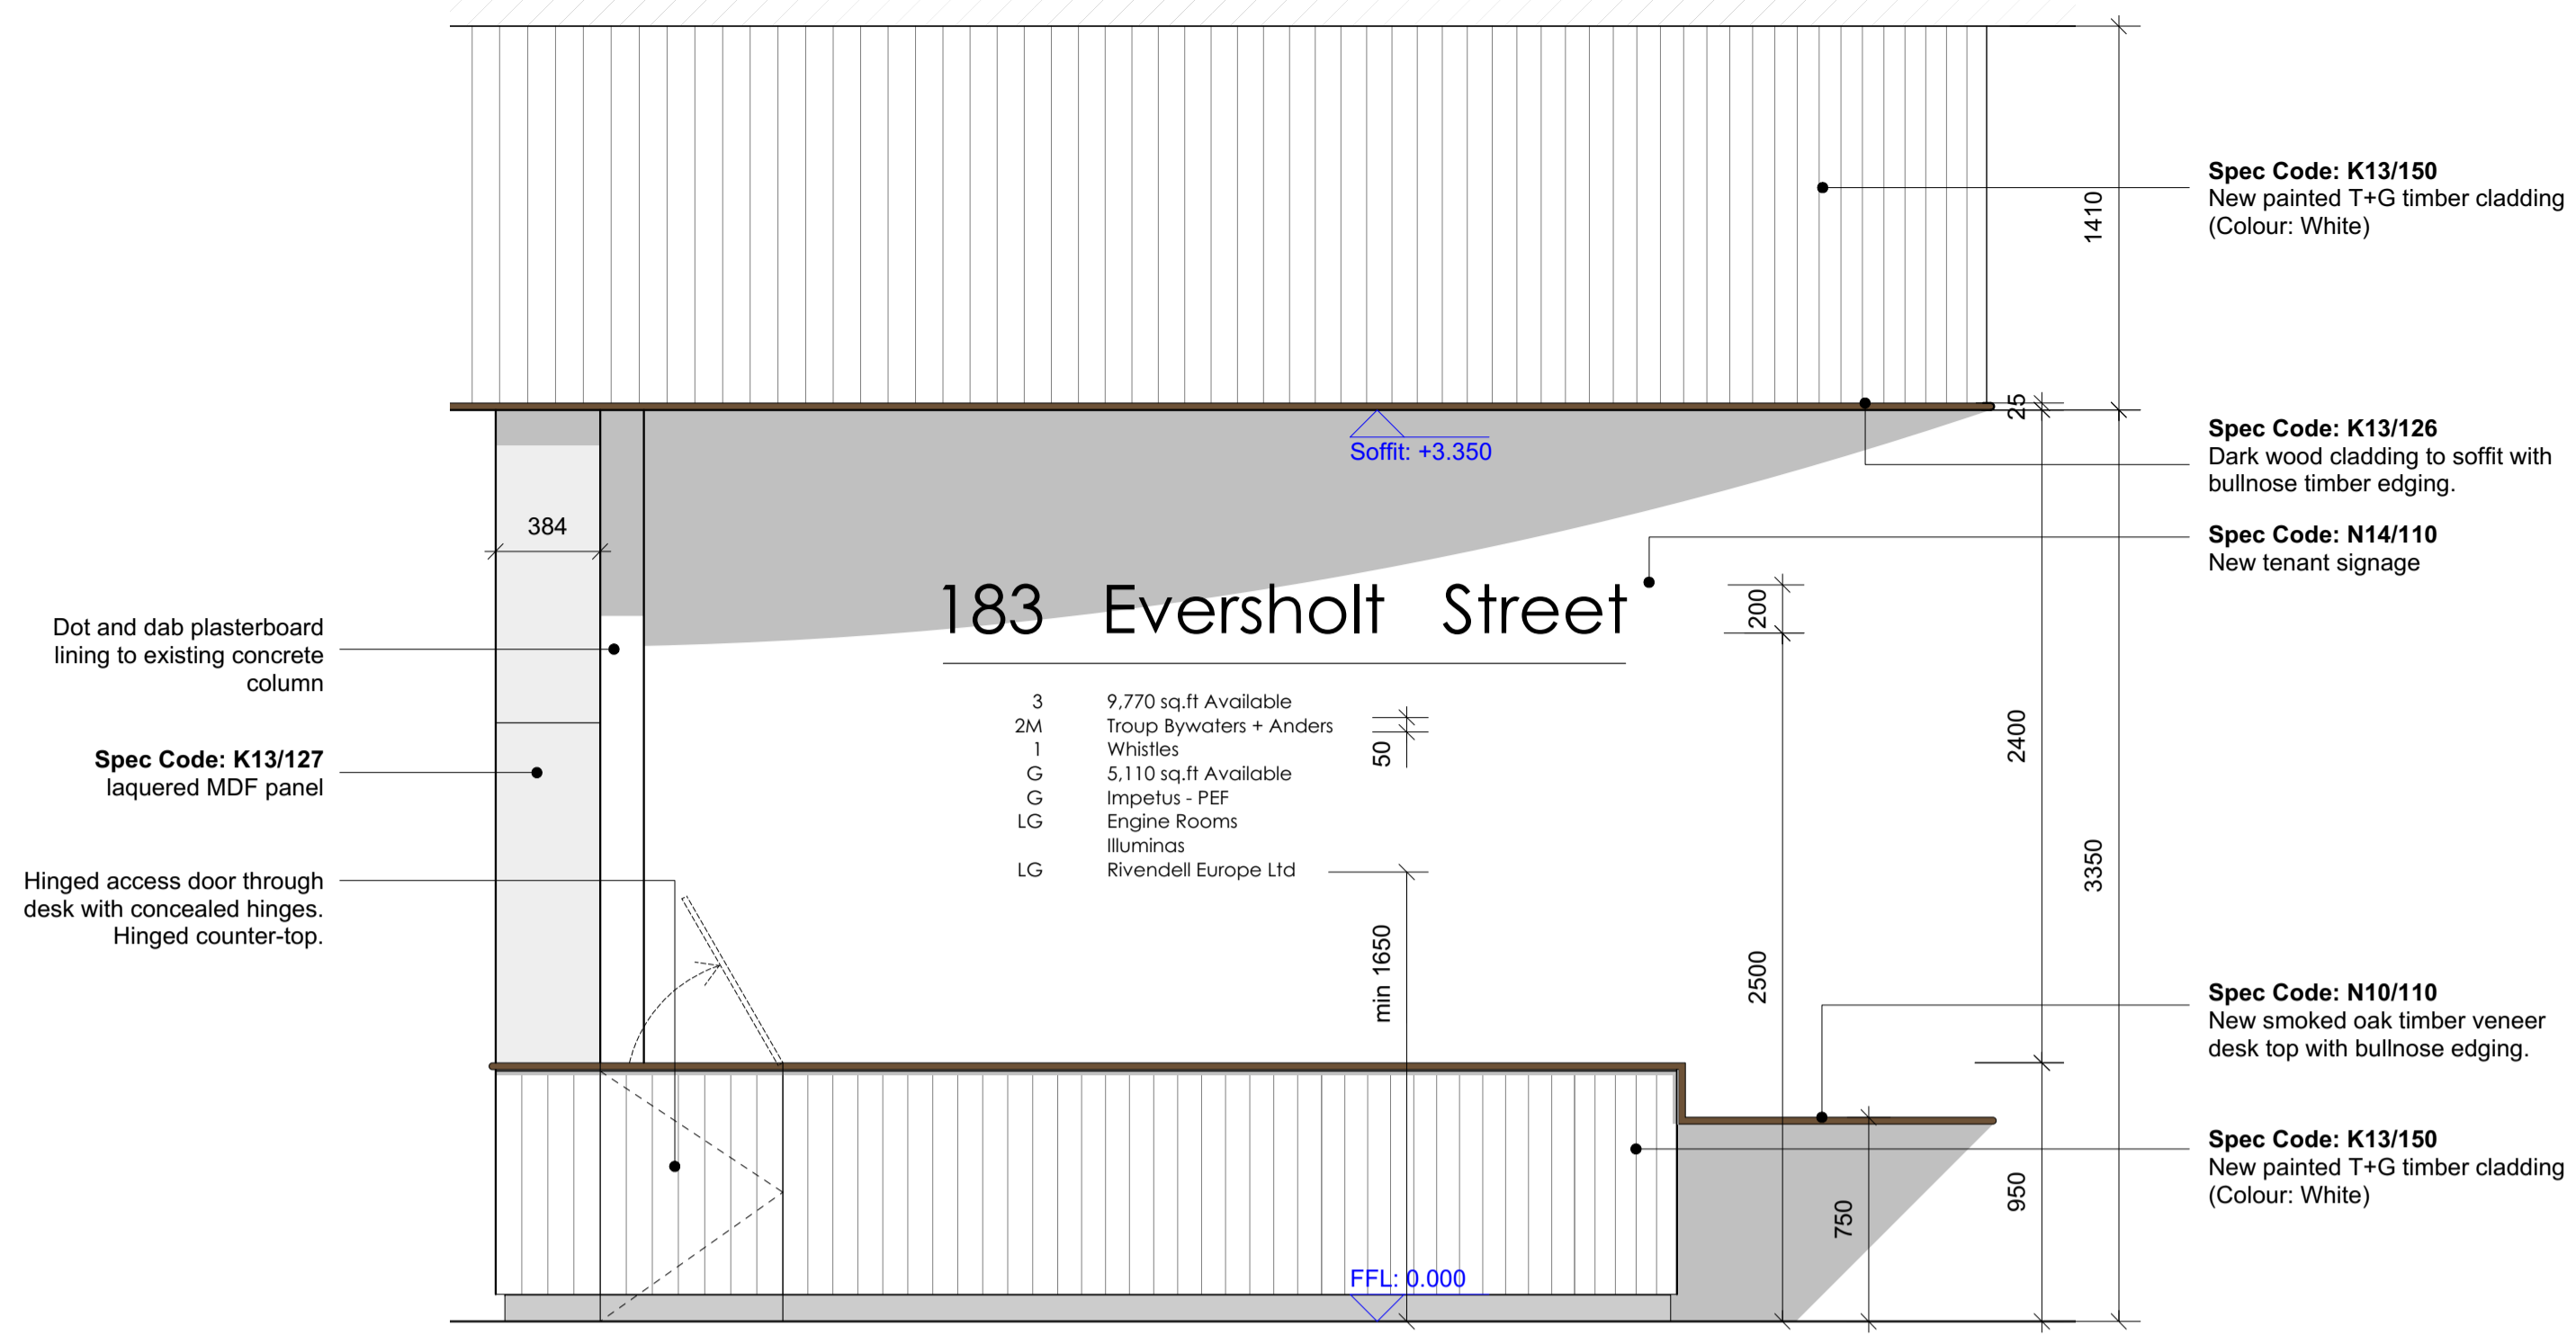 Spec Code: K13/150
New painted T+G timber cladding
(Colour: White)
1410
25
Spec Code: K13/126
Dark wood cladding to soffit with
bullnose timber edging.
Soffit: +3.350
384
Spec Code: N14/110
New tenant signage
183 Eversholt Street
200
Dot and dab plasterboard
lining to existing concrete
column
3 9,770 sq.ft Available
2M Troup Bywaters + Anders
1 Whistles
G 5,110 sq.ft Available
G Impetus - PEF
LG Engine Rooms
Illuminas
LG Rivendell Europe Ltd
50
2400
3350
Spec Code: K13/127
laquered MDF panel
Hinged access door through
desk with concealed hinges.
Hinged counter-top.
min 1650
2500
Spec Code: N10/110
New smoked oak timber veneer
desk top with bullnose edging.
Spec Code: K13/150
New painted T+G timber cladding
(Colour: White)
750
950
FFL: 0.000